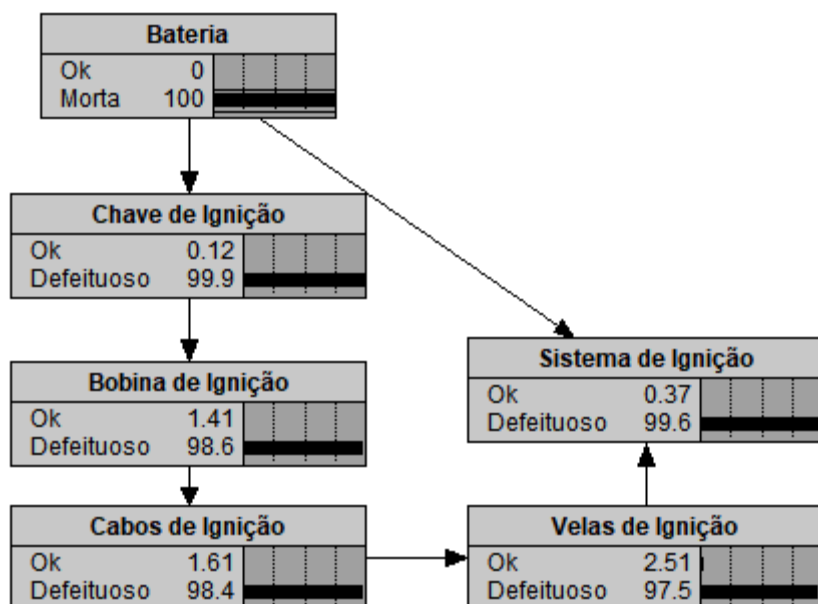 Bateria
Ok 0
Morta 100
Chave de Ignição
Ok 0.12
Defeituoso 99.9
Bobina de Ignição
Ok 1.41
Defeituoso 98.6
Sistema de Ignição
Ok 0.37
Defeituoso 99.6
Cabos de Ignição
Ok 1.61
Defeituoso 98.4
Velas de Ignição
Ok 2.51
Defeituoso 97.5